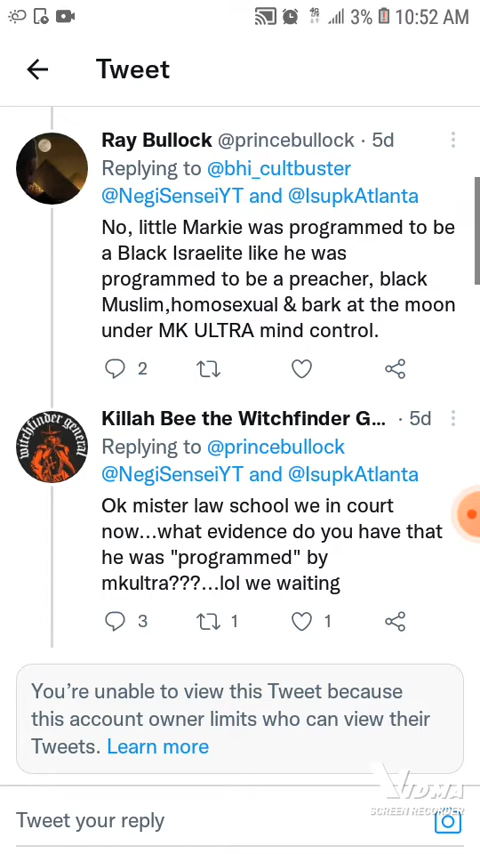 3% 10:52 AM
Tweet
Ray Bullock @princebullock · 5d
Replying to @bhi_cultbuster
@NegiSenseiYT and @IsupkAtlanta
No, little Markie was programmed to be
a Black Israelite like he was
programmed to be a preacher, black
Muslim,homosexual & bark at the moon
under MK ULTRA mind control.
2
witchfinder general
Killah Bee the Witchfinder G... · 5d
Replying to @princebullock
@NegiSenseiYT and @IsupkAtlanta
Ok mister law school we in court
now...what evidence do you have that
he was "programmed" by
mkultra???...lol we waiting
3 1 1
You’re unable to view this Tweet because
this account owner limits who can view their
Tweets. Learn more
VIDMA
SCREEN RECORDER
Tweet your reply